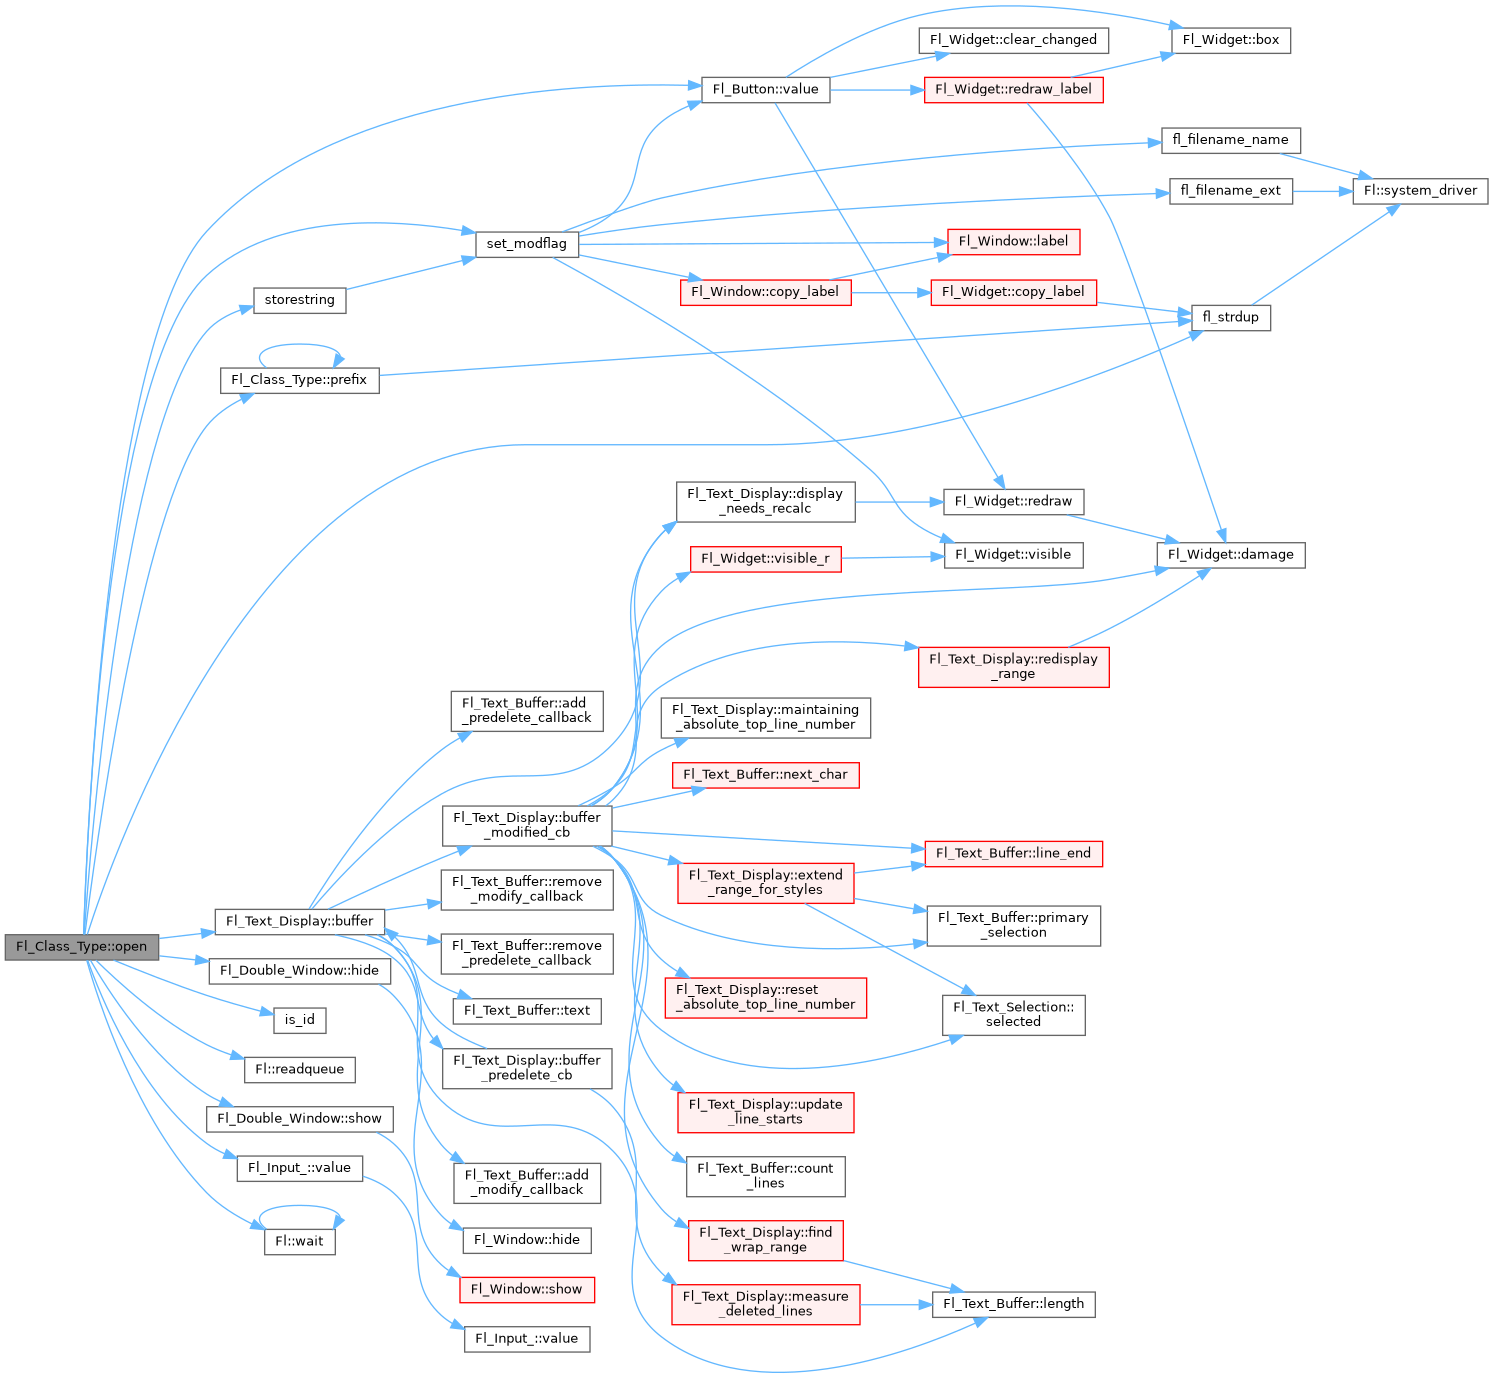 Fl_Class_Type::open
Fl_Button::value
set_modflag
storestring
Fl_Class_Type::prefix
Fl_Text_Display::buffer
Fl_Double_Window::hide
is_id
Fl::readqueue
Fl_Double_Window::show
Fl_Input_::value
Fl::wait
Fl_Widget::clear_changed
Fl_Widget::box
Fl_Widget::redraw_label
fl_filename_name
fl_filename_ext
Fl::system_driver
Fl_Window::label
Fl_Window::copy_label
Fl_Widget::copy_label
fl_strdup
Fl_Text_Display::display
_needs_recalc
Fl_Widget::redraw
Fl_Widget::visible_r
Fl_Widget::visible
Fl_Widget::damage
Fl_Text_Display::redisplay
_range
Fl_Text_Buffer::add
_predelete_callback
Fl_Text_Display::maintaining
_absolute_top_line_number
Fl_Text_Buffer::next_char
Fl_Text_Display::buffer
_modified_cb
Fl_Text_Buffer::line_end
Fl_Text_Display::extend
_range_for_styles
Fl_Text_Buffer::remove
_modify_callback
Fl_Text_Buffer::primary
_selection
Fl_Text_Buffer::remove
_predelete_callback
Fl_Text_Display::reset
_absolute_top_line_number
Fl_Text_Selection::
selected
Fl_Text_Buffer::text
Fl_Text_Display::buffer
_predelete_cb
Fl_Text_Display::update
_line_starts
Fl_Text_Buffer::count
_lines
Fl_Text_Buffer::add
_modify_callback
Fl_Window::hide
Fl_Text_Display::find
_wrap_range
Fl_Window::show
Fl_Text_Display::measure
_deleted_lines
Fl_Text_Buffer::length
Fl_Input_::value